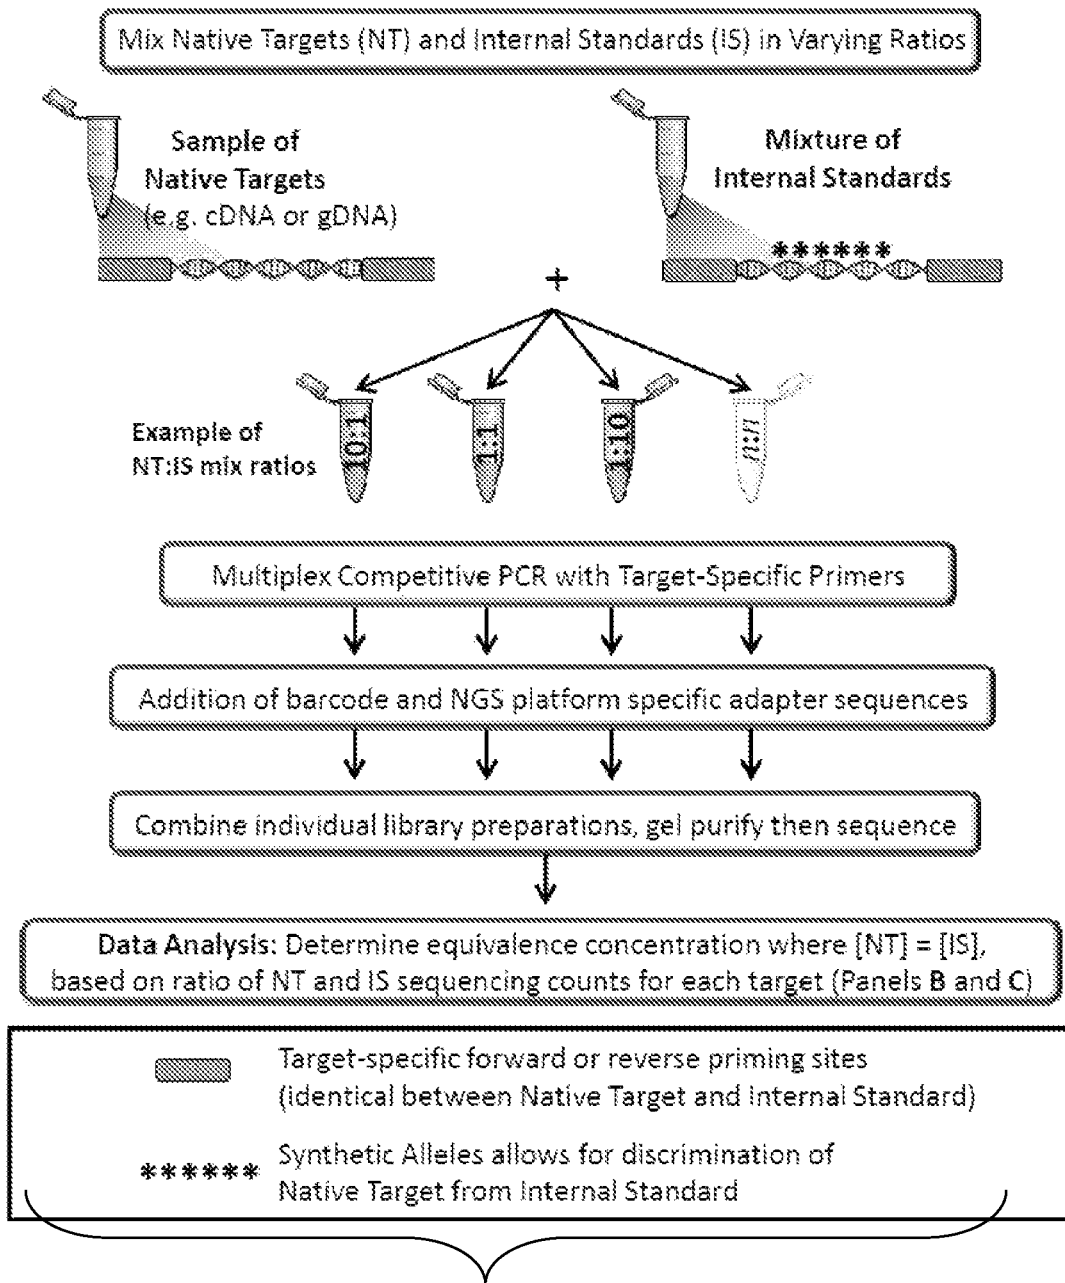 Mix Native Targets (NT) and Internal Standards (IS) in Varying Ratios
Sample of
Native Targets
(e.g. cDNA or gDNA)
Mixture of
Internal Standards
******
+
Example of
NT:IS mix ratios
10:1
1:1
1:10
n:n
Multiplex Competitive PCR with Target-Specific Primers
Addition of barcode and NGS platform specific adapter sequences
Combine individual library preparations, gel purify then sequence
Data Analysis: Determine equivalence concentration where [NT] = [IS],
based on ratio of NT and IS sequencing counts for each target (Panels B and C)
Target-specific forward or reverse priming sites
(identical between Native Target and Internal Standard)
****** Synthetic Alleles allows for discrimination of
Native Target from Internal Standard